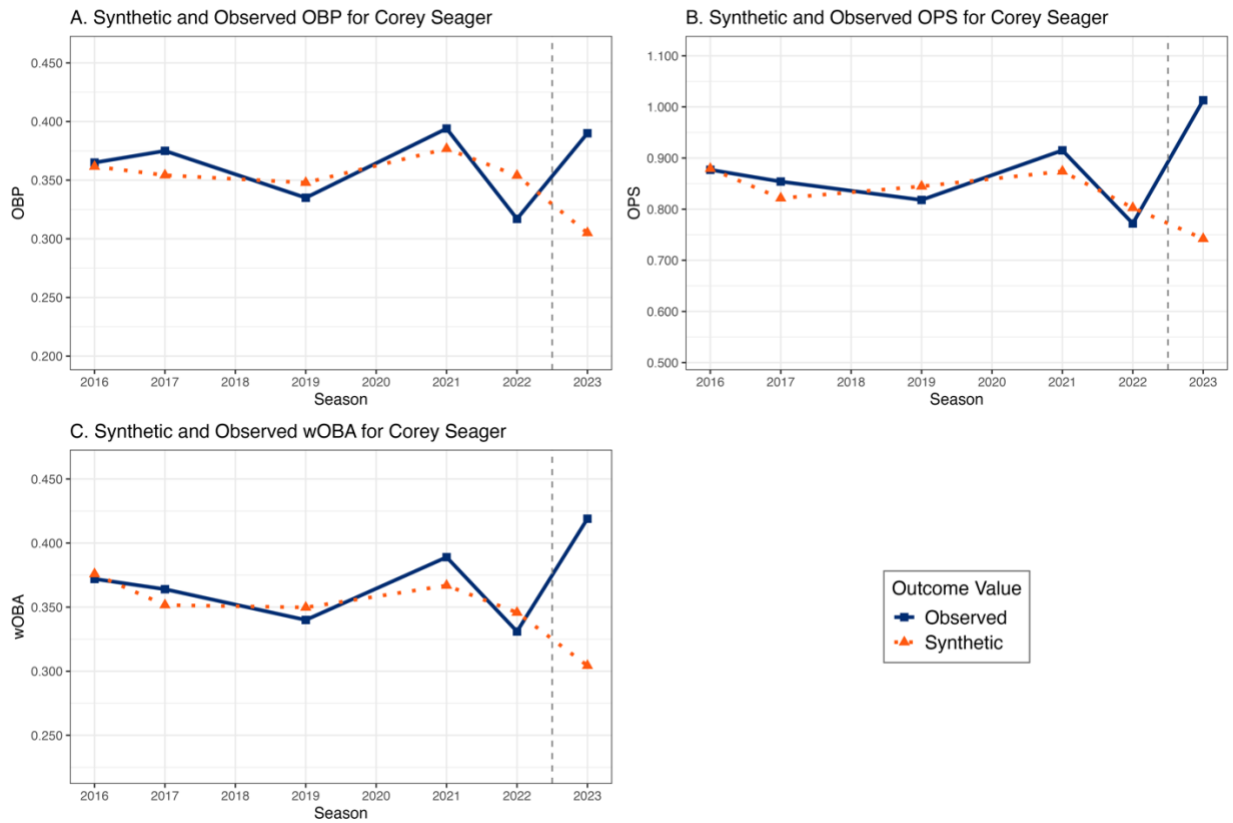 A. Synthetic and Observed OBP for Corey Seager
0.450
0.400
0.350
0.300
0.250
0.200
OBP
2016 2017 2018 2019 2020 2021 2022 2023
Season
B. Synthetic and Observed OPS for Corey Seager
1.100
1.000
0.900
0.800
0.700
0.600
0.500
OPS
2016 2017 2018 2019 2020 2021 2022 2023
Season
C. Synthetic and Observed wOBA for Corey Seager
0.450
0.400
0.350
0.300
0.250
wOBA
2016 2017 2018 2019 2020 2021 2022 2023
Season
Outcome Value
Observed
Synthetic